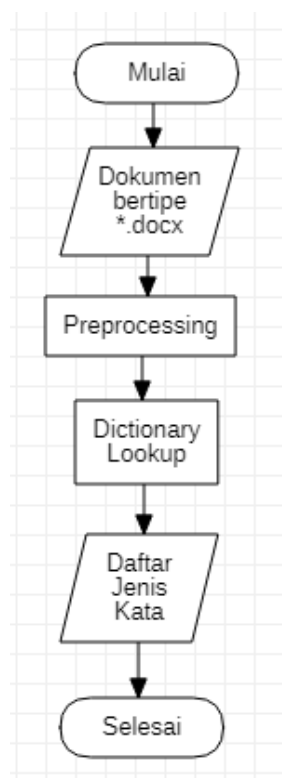 Mulai
Dokumen
bertipe
*.docx
Preprocessing
Dictionary
Lookup
Daftar
Jenis
Kata
Selesai